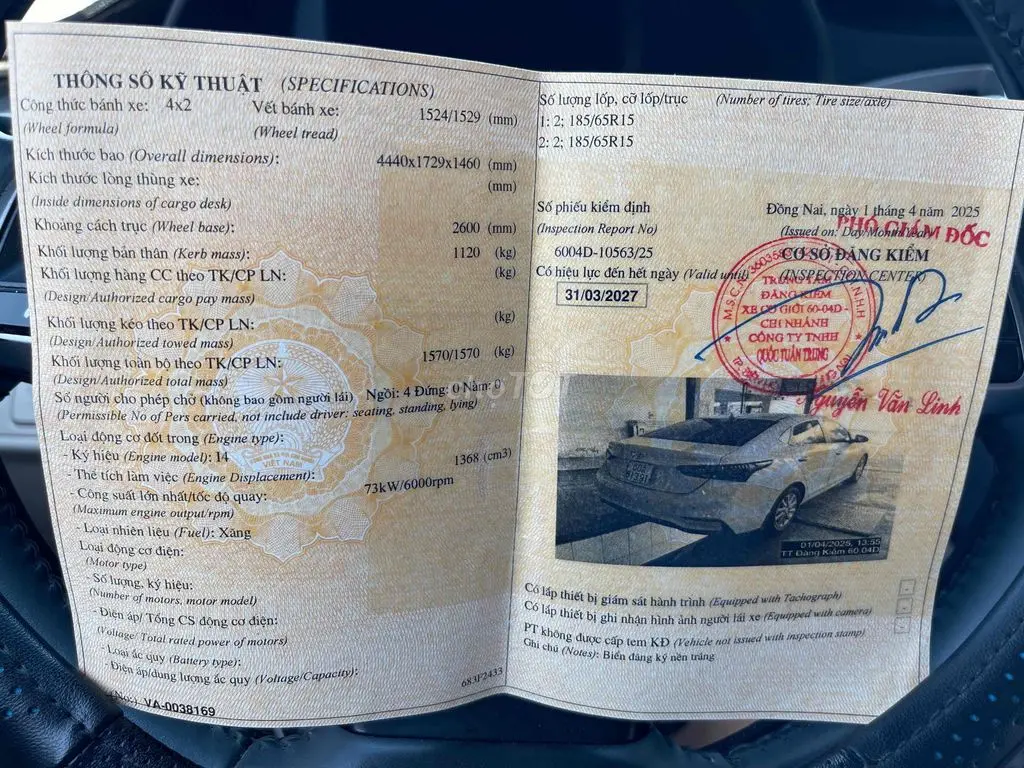 THÔNG SỐ KỸ THUẬT (SPECIFICATIONS)
Công thức bánh xe: 4x2 Vết bánh xe: 1524/1529 (mm)
(Wheel formula) (Wheel tread)
Kích thước bao (Overall dimensions): 4440x1729x1460 (mm)
Kích thước lòng thùng xe: (mm)
(Inside dimensions of cargo desk)
Khoảng cách trục (Wheel base): 2600 (mm)
Khối lượng bản thân (Kerb mass): 1120 (kg)
Khối lượng hàng CC theo TK/CP LN: (kg)
(Design/Authorized cargo pay mass)
Khối lượng kéo theo TK/CP LN: (kg)
(Design/Authorized towed mass)
Khối lượng toàn bộ theo TK/CP LN: 1570/1570 (kg)
(Design/Authorized total mass)
Số người cho phép chở (không bao gồm người lái) Ngồi: 4 Đứng: 0 Nằm: 0
(Permissible No of Pers carried, not include driver: seating, standing, lying)
Loại động cơ đốt trong (Engine type):
- Ký hiệu (Engine model): 14
- Thể tích làm việc (Engine Displacement): 1368 (cm3)
- Công suất lớn nhất/tốc độ quay: 73kW/6000rpm
(Maximum engine output/rpm)
- Loại nhiên liệu (Fuel): Xăng
Loại động cơ điện:
(Motor type)
- Số lượng, ký hiệu:
(Number of motors, motor model)
- Điện áp/ Tổng CS động cơ điện:
(Voltage/ Total rated power of motors)
- Loại ắc quy (Battery type):
- Điện áp/dung lượng ắc quy (Voltage/Capacity):
683F2433
(No:) VA-0038169
VIỆT NAM
Số lượng lốp, cỡ lốp/trục (Number of tires; Tire size/axle)
1: 2; 185/65R15
2: 2; 185/65R15
Số phiếu kiểm định
(Inspection Report No)
6004D-10563/25
Có hiệu lực đến hết ngày (Valid until)
31/03/2027
Đồng Nai, ngày 1 tháng 4 năm 2025
(Issued on: Day/Month/Year)
PHÓ GIÁM ĐỐC
CƠ SỞ ĐĂNG KIỂM
(INSPECTION CENTER)
TRUNG TÂM
ĐĂNG KIỂM
XE CƠ GIỚI 60-04D -
CHI NHÁNH
CÔNG TY TNHH
QUỐC TUẤN TRUNG
Nguyễn Văn Linh
01/04/2025, 13:55
TT Đăng Kiểm 60.04D
Có lắp thiết bị giám sát hành trình (Equipped with Tachograph)
Có lắp thiết bị ghi nhận hình ảnh người lái xe (Equipped with camera)
PT không được cấp tem KĐ (Vehicle not issued with inspection stamp)
Ghi chú (Notes): Biển đăng ký nền trắng